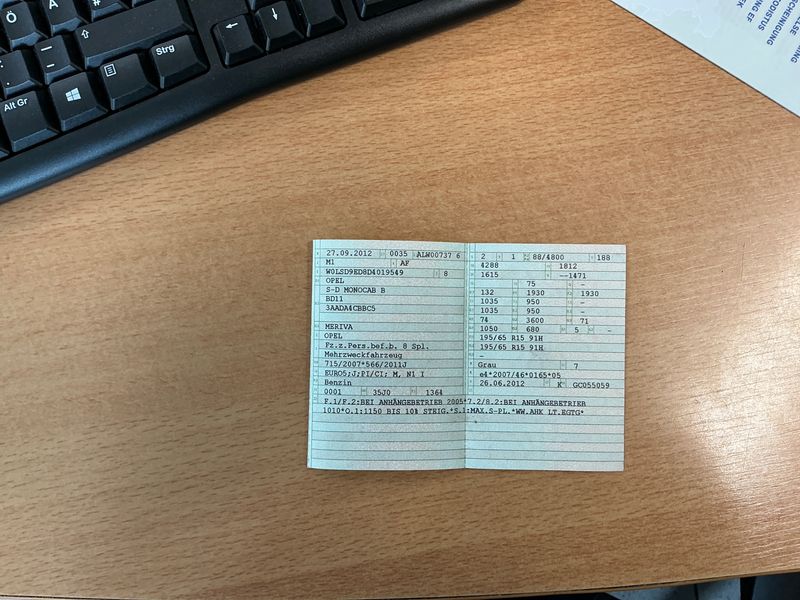 Ö
Ä
#
Strg
Alt Gr
SCHEINIGUNG
27.09.2012 0035 ALW00737 6
M1 AF
W0LSD9ED8D4019549 8
OPEL
S-D MONOCAB B
BD11
3AADA4CBBC5
MERIVA
OPEL
Fz.z.Pers.bef.b. 8 Spl.
Mehrzweckfahrzeug
715/2007*566/2011J
EURO5;J;PI/CI; M, N1 I
Benzin
0001 35J0 1364
2 1 88/4800 188
4288 1812
1615 --1471
75 -
132 1930 1930
1035 950 -
1035 950 -
74 3600 71
1050 680 5 -
195/65 R15 91H
195/65 R15 91H
-
Grau 7
e4*2007/46*0165*05
26.06.2012 K GC055059
F.1/F.2:BEI ANHÄNGEBETRIEB 2005*7.2/8.2:BEI ANHÄNGEBETRIEB
1010*O.1:1150 BIS 10% STEIG.*S.1:MAX.S-PL.*WW.AHK LT.EGTG*